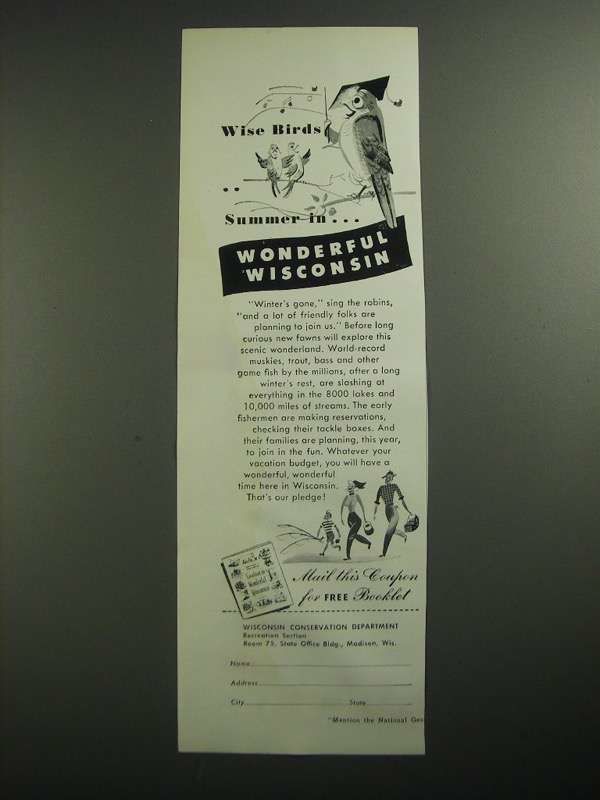 Wise Birds
..
Summer in...
WONDERFUL
WISCONSIN
"Winter's gone," sing the robins,
"and a lot of friendly folks are
planning to join us." Before long
curious new fawns will explore this
scenic wonderland. World-record
muskies, trout, bass and other
game fish by the millions, after a long
winter's rest, are slashing at
everything in the 8000 lakes and
10,000 miles of streams. The early
fishermen are making reservations,
checking their tackle boxes. And
their families are planning, this year,
to join in the fun. Whatever your
vacation budget, you will have a
wonderful, wonderful
time here in Wisconsin.
That's our pledge!
Wonderful
Wisconsin
Mail this Coupon
for FREE Booklet
WISCONSIN CONSERVATION DEPARTMENT
Recreation Section
Room 75, State Office Bldg., Madison, Wis.
Name
Address
City State
"Mention the National Geo